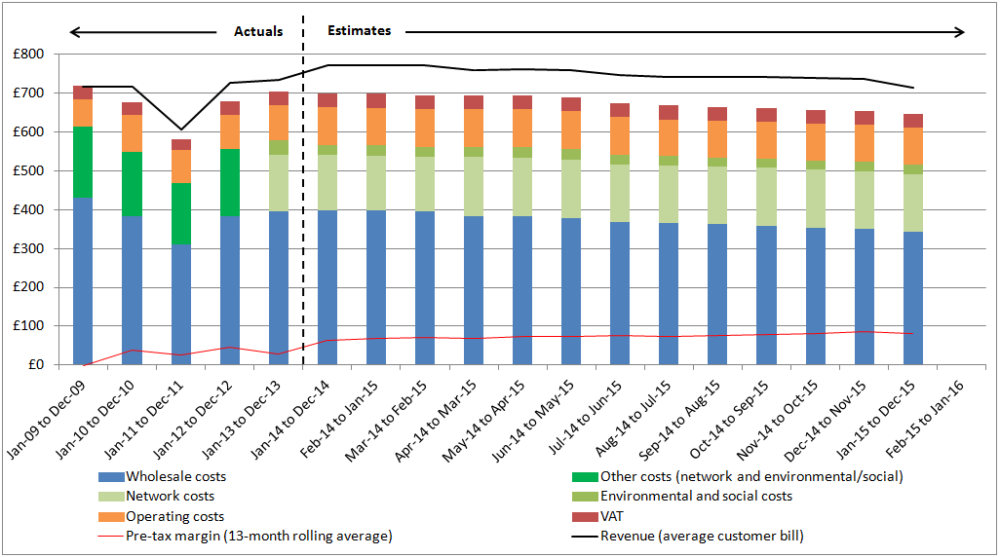 Actuals Estimates
£800
£700
£600
£500
£400
£300
£200
£100
£0
Jan-09 to Dec-09
Jan-10 to Dec-10
Jan-11 to Dec-11
Jan-12 to Dec-12
Jan-13 to Dec-13
Jan-14 to Dec-14
Feb-14 to Jan-15
Mar-14 to Feb-15
Apr-14 to Mar-15
May-14 to Apr-15
Jun-14 to May-15
Jul-14 to Jun-15
Aug-14 to Jul-15
Sep-14 to Aug-15
Oct-14 to Sep-15
Nov-14 to Oct-15
Dec-14 to Nov-15
Jan-15 to Dec-15
Feb-15 to Jan-16
Wholesale costs
Other costs (network and environmental/social)
Network costs
Environmental and social costs
Operating costs
VAT
Pre-tax margin (13-month rolling average)
Revenue (average customer bill)